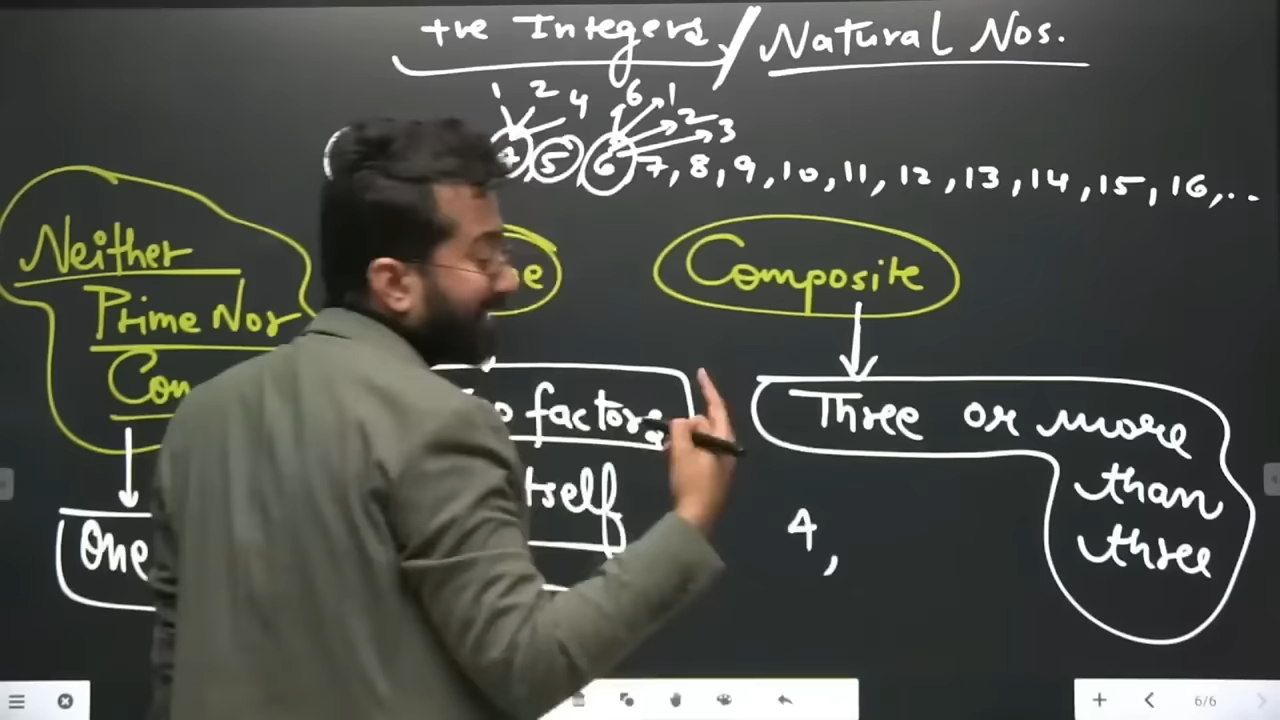 +ve Integers / Natural Nos.
1 2 4 6 1 2 3
5 6 7, 8, 9, 10, 11, 12, 13, 14, 15, 16, ..
Neither
Prime Nor
Composite
Three or more
than
three
factors
itself
One
4,
6/6